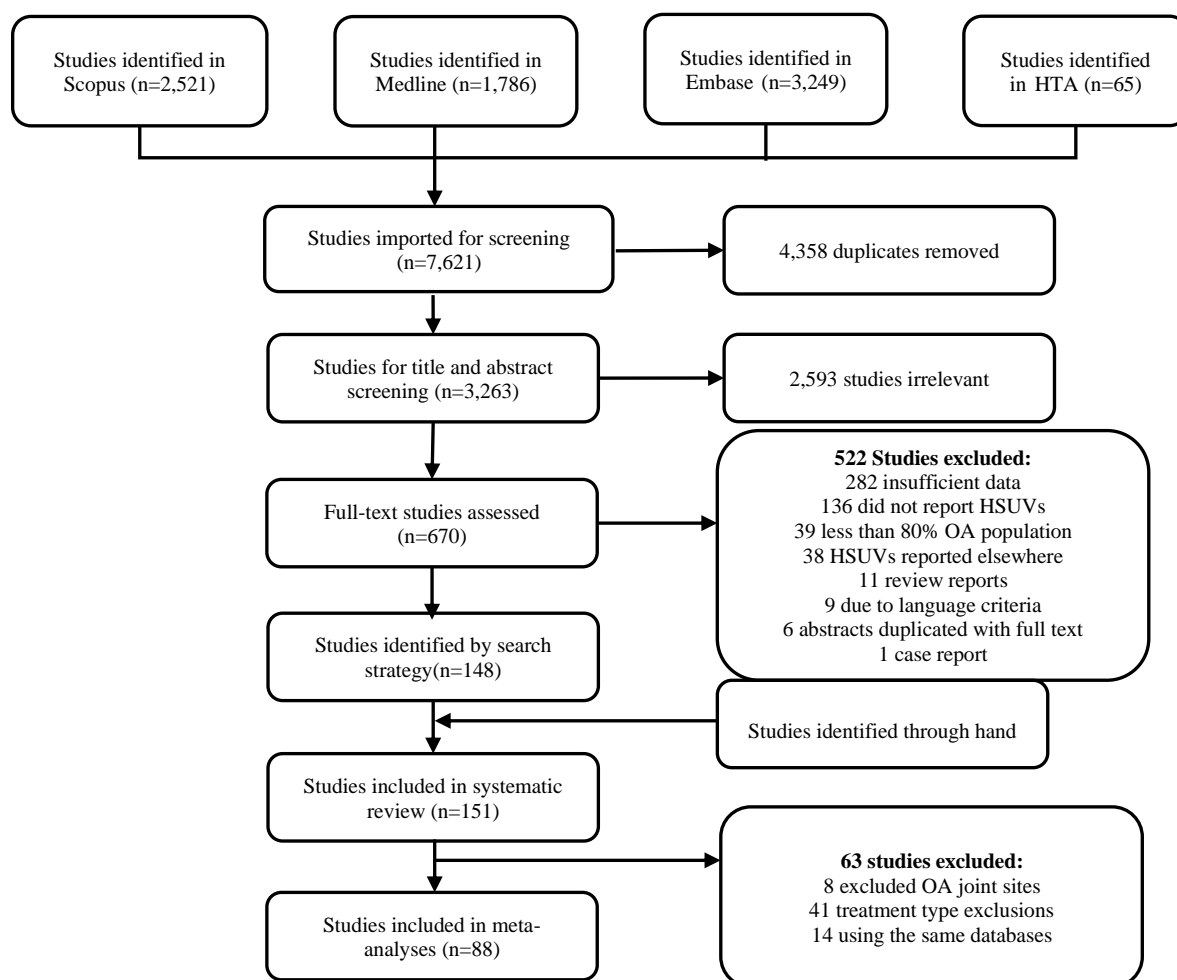 Studies identified in
Scopus (n=2,521)
Studies identified in
Medline (n=1,786)
Studies identified in
Embase (n=3,249)
Studies identified
in HTA (n=65)
Studies imported for screening
(n=7,621)
4,358 duplicates removed
Studies for title and abstract
screening (n=3,263)
2,593 studies irrelevant
522 Studies excluded:
282 insufficient data
136 did not report HSUVs
39 less than 80% OA population
38 HSUVs reported elsewhere
11 review reports
9 due to language criteria
6 abstracts duplicated with full text
1 case report
Full-text studies assessed
(n=670)
Studies identified by search
strategy(n=148)
Studies identified through hand
Studies included in systematic
review (n=151)
63 studies excluded:
8 excluded OA joint sites
41 treatment type exclusions
14 using the same databases
Studies included in meta-
analyses (n=88)